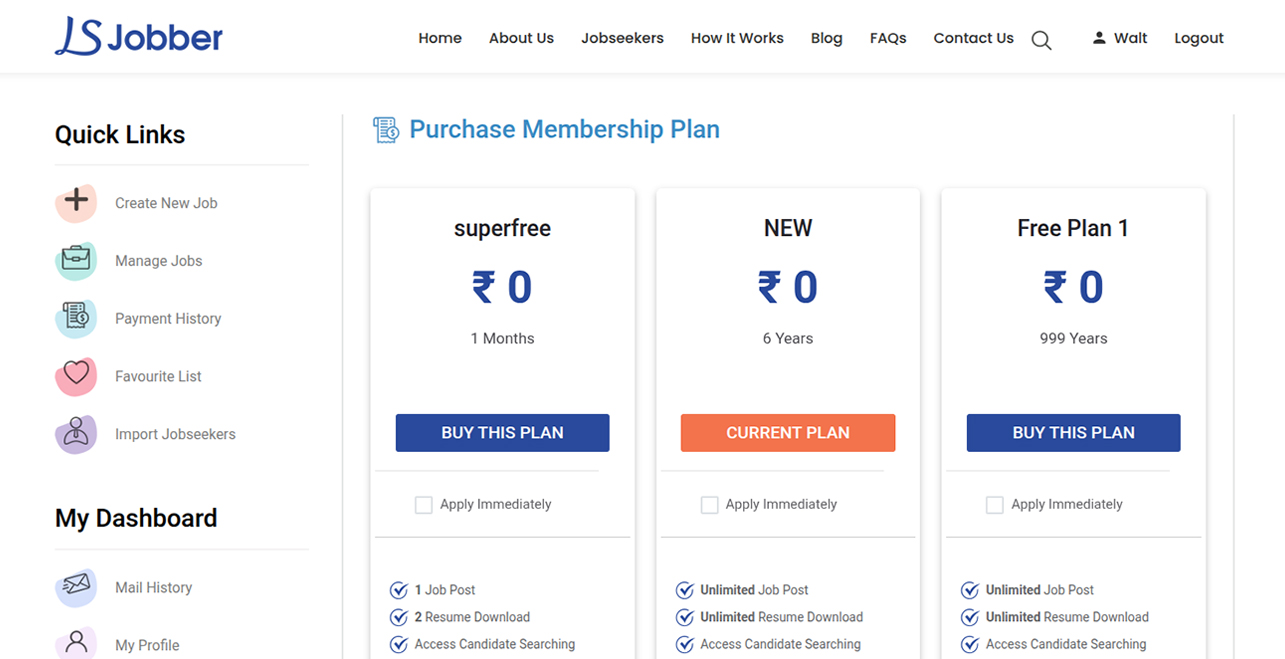 LS Jobber
Home About Us Jobseekers How It Works Blog FAQs Contact Us Walt Logout
Quick Links
Create New Job
Manage Jobs
Payment History
Favourite List
Import Jobseekers
My Dashboard
Mail History
My Profile
Purchase Membership Plan
superfree
₹ 0
1 Months
BUY THIS PLAN
Apply Immediately
1 Job Post
2 Resume Download
Access Candidate Searching
NEW
₹ 0
6 Years
CURRENT PLAN
Apply Immediately
Unlimited Job Post
Unlimited Resume Download
Access Candidate Searching
Free Plan 1
₹ 0
999 Years
BUY THIS PLAN
Apply Immediately
Unlimited Job Post
Unlimited Resume Download
Access Candidate Searching